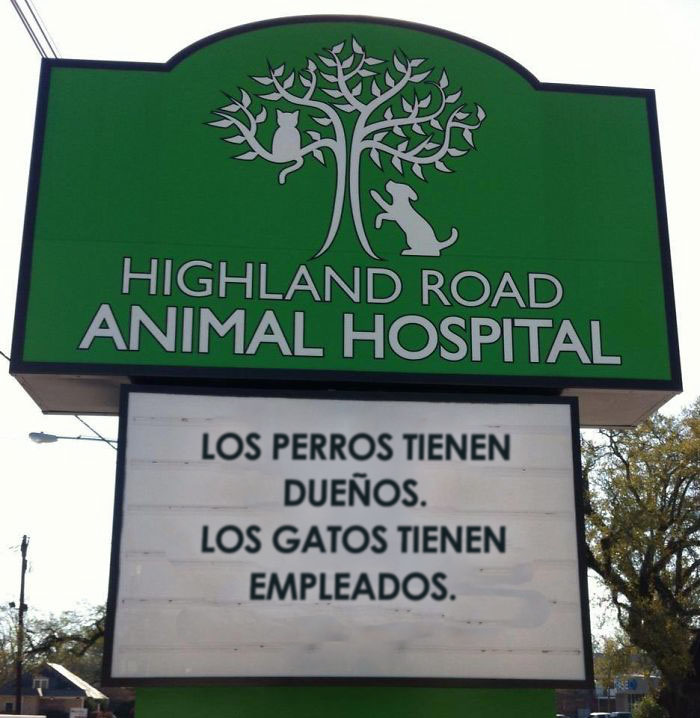 HIGHLAND ROAD
ANIMAL HOSPITAL
LOS PERROS TIENEN
DUEÑOS.
LOS GATOS TIENEN
EMPLEADOS.